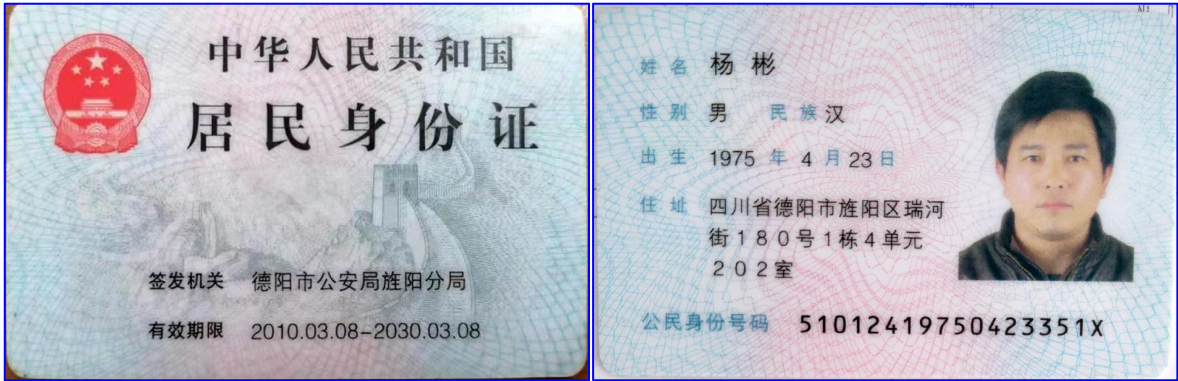 中华人民共和国
居民身份证
签发机关 德阳市公安局旌阳分局
有效期限 2010.03.08-2030.03.08
姓名 杨彬
性别 男 民族 汉
出生 1975 年 4 月 23 日
住址 四川省德阳市旌阳区瑞河
街180号1栋4单元
202室
公民身份号码 51012419750423351X